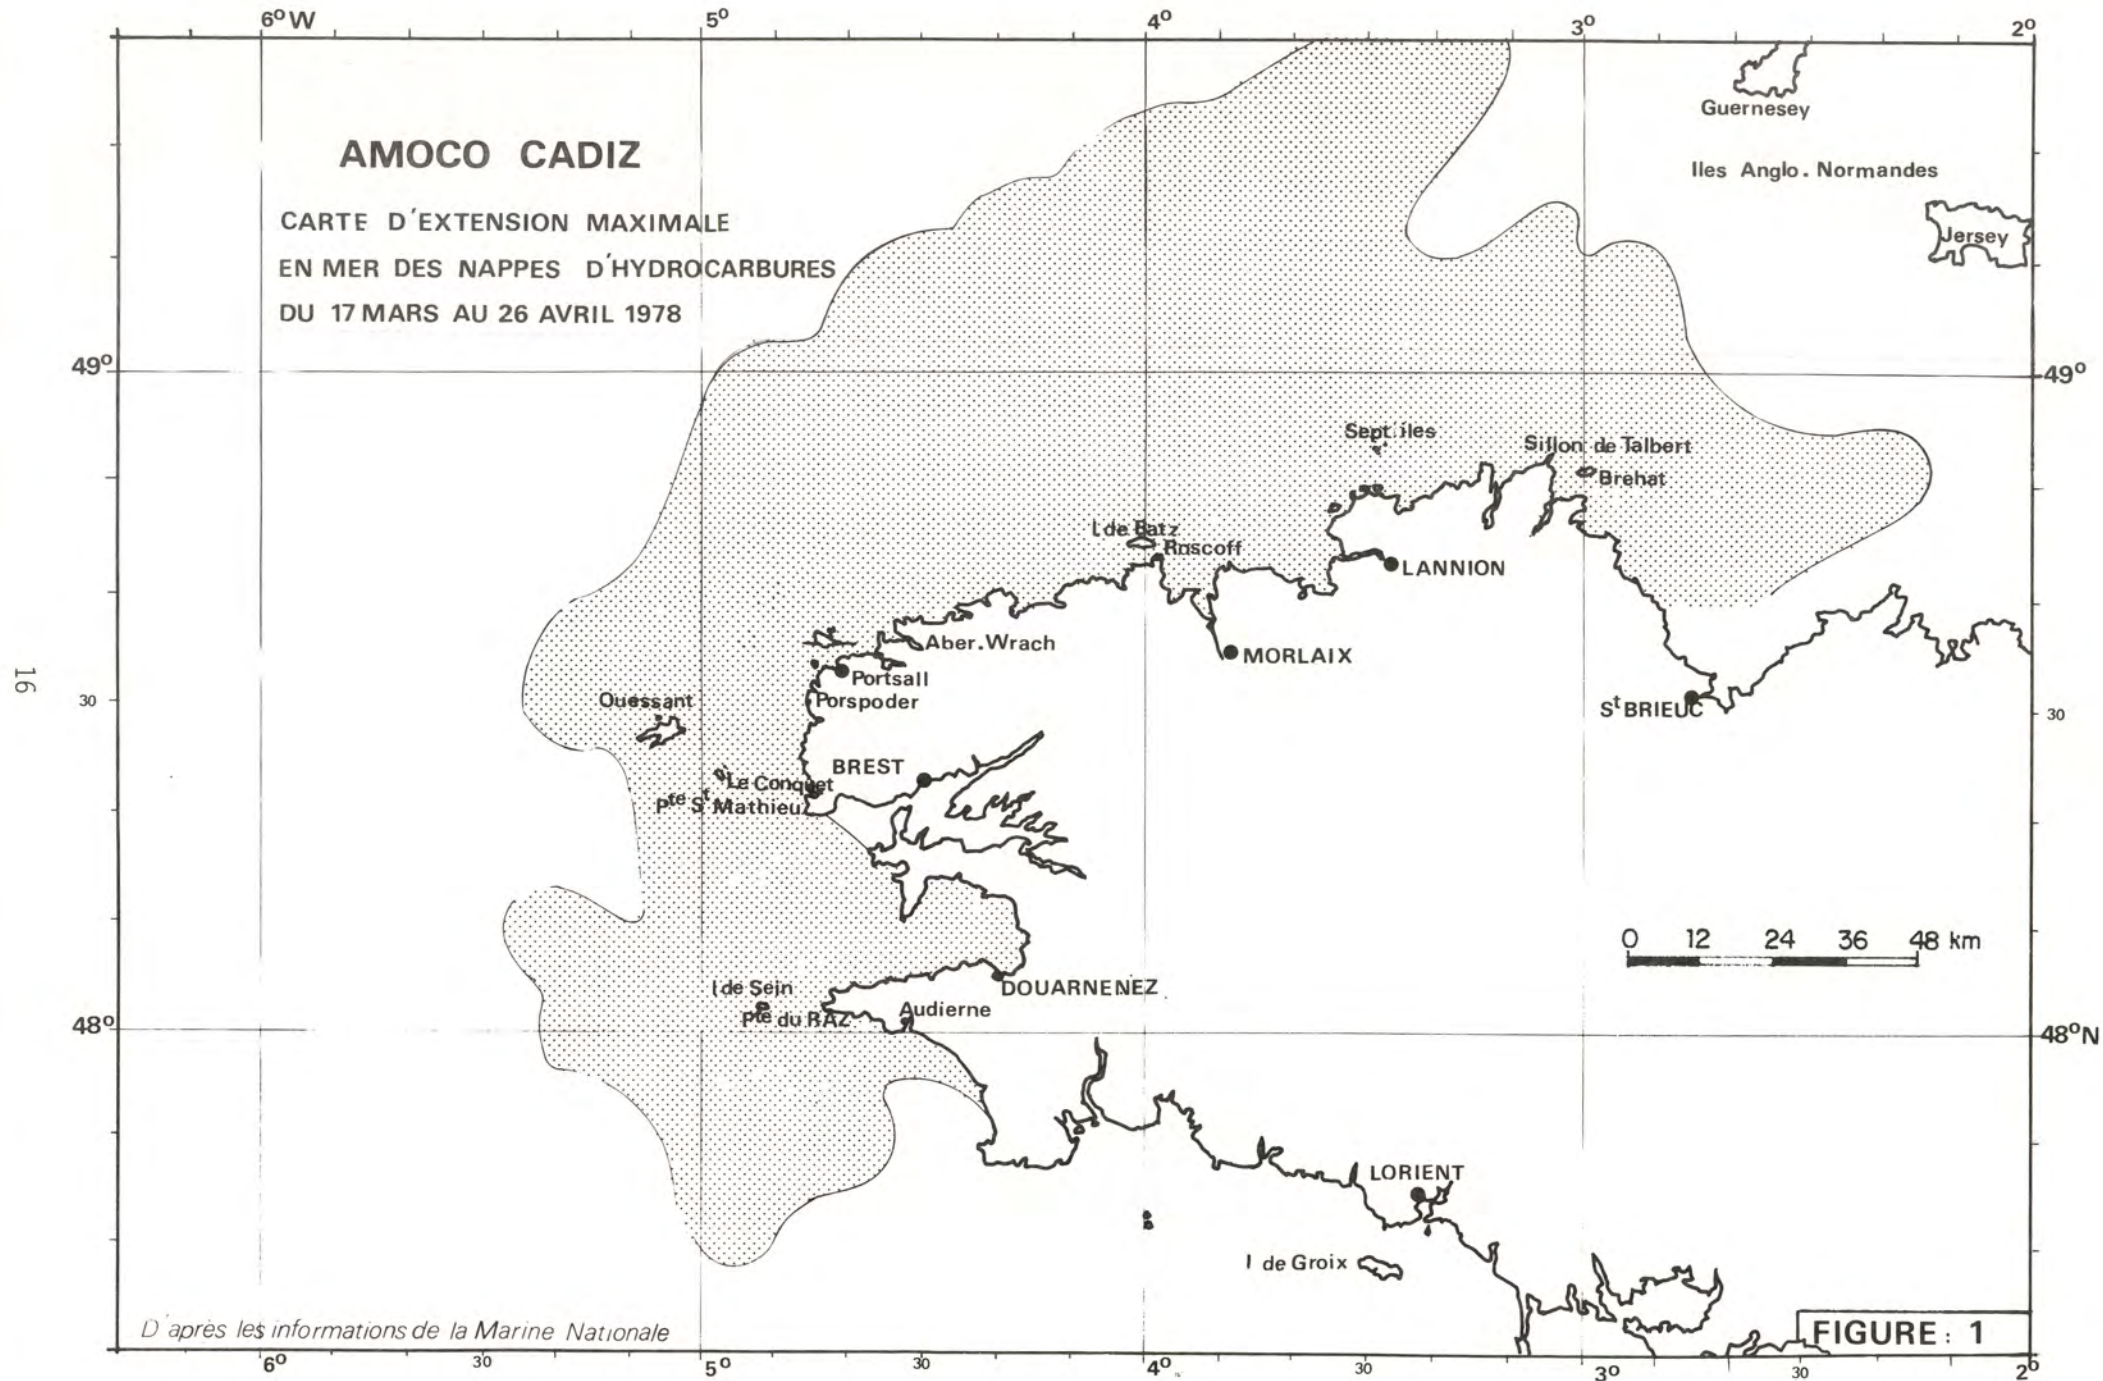 6° W 5° 4° 3° 2°
Guernesey
AMOCO CADIZ
Iles Anglo. Normandes
CARTE D'EXTENSION MAXIMALE
Jersey
EN MER DES NAPPES D'HYDROCARBURES
DU 17 MARS AU 26 AVRIL 1978
49° 49°
Sept. iles
Sillon de Talbert
Brehat
I. de Batz
Roscoff
LANNION
Aber. Wrach
MORLAIX
16
Portsall
30 Ouessant Porspoder
St BRIEUC 30
BREST
Le Conquet
Pte St Mathieu
0 12 24 36 48 km
I de Sein DOUARNENEZ
Audierne
Pte du RAZ
48° 48° N
LORIENT
I de Groix
D'après les informations de la Marine Nationale
FIGURE : 1
6° 30 5° 30 4° 30 3° 30 2°